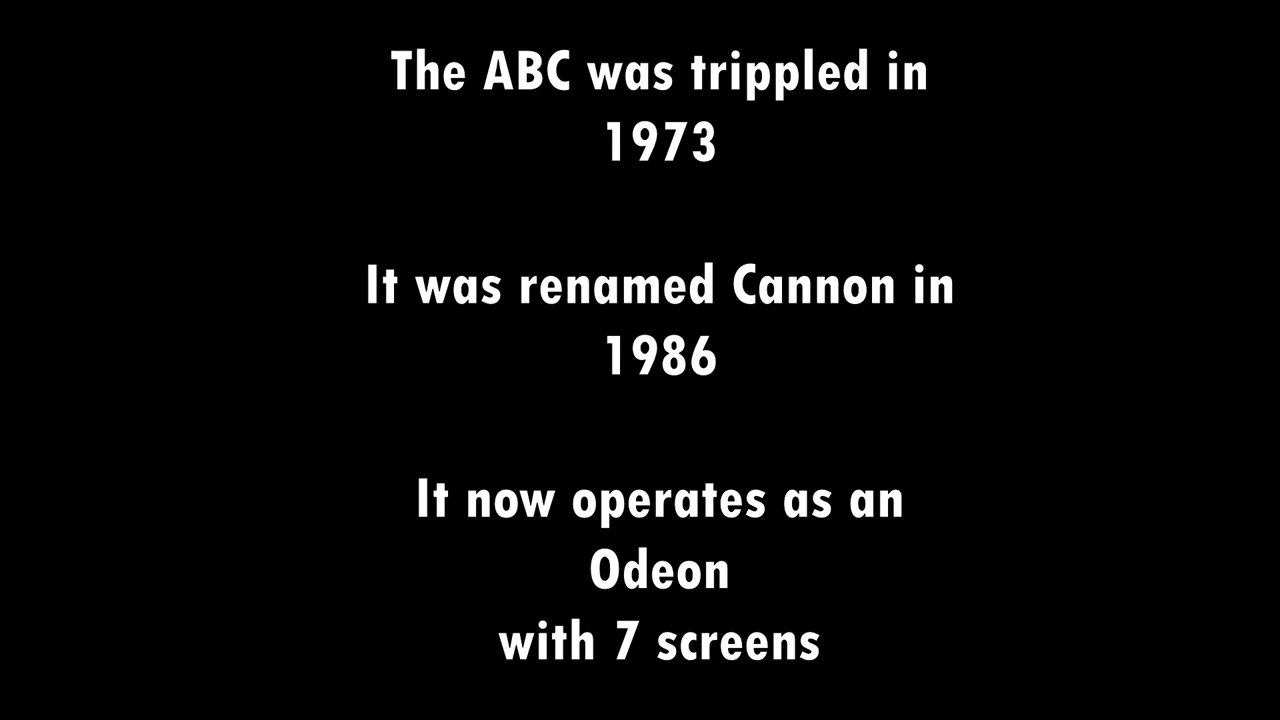 The ABC was trippled in
1973
It was renamed Cannon in
1986
It now operates as an
Odeon
with 7 screens